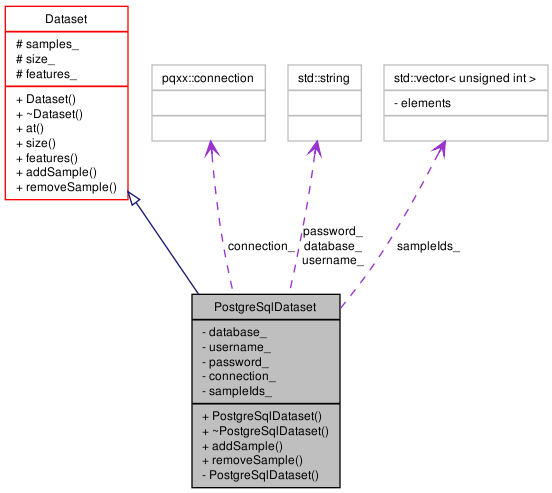 Dataset
# samples_
# size_
# features_
+ Dataset()
+ ~Dataset()
+ at()
+ size()
+ features()
+ addSample()
+ removeSample()
pqxx::connection
std::string
std::vector< unsigned int >
- elements
connection_
password_
database_
username_
sampleIds_
PostgreSqlDataset
- database_
- username_
- password_
- connection_
- sampleIds_
+ PostgreSqlDataset()
+ ~PostgreSqlDataset()
+ addSample()
+ removeSample()
- PostgreSqlDataset()